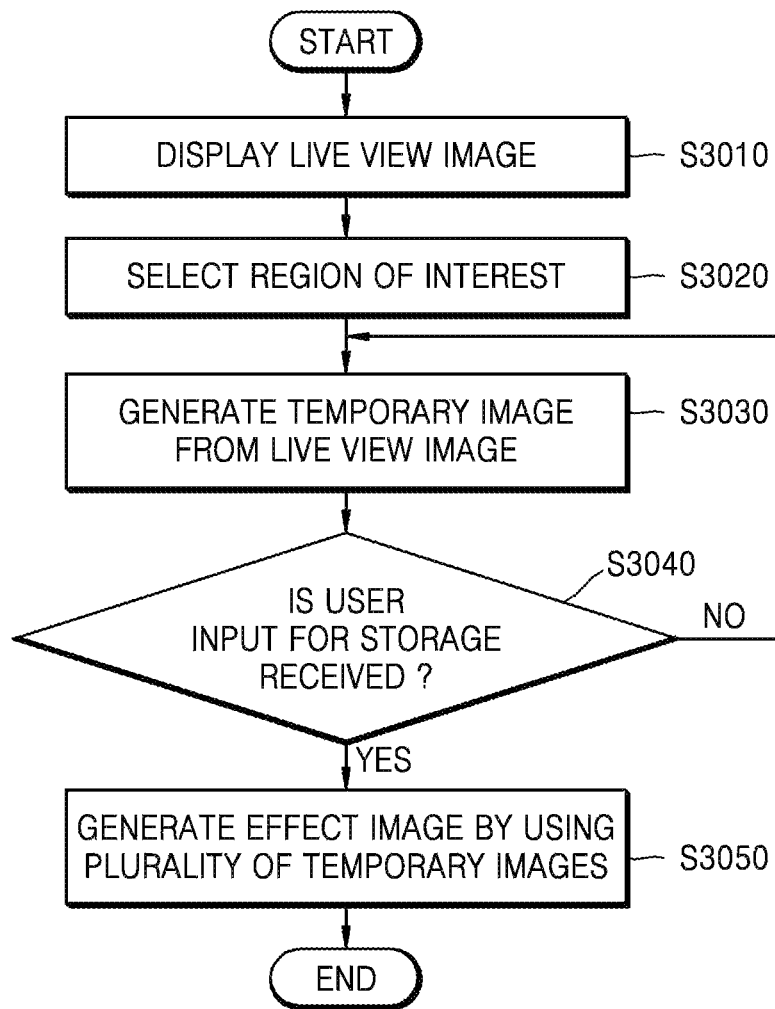 START
DISPLAY LIVE VIEW IMAGE
S3010
SELECT REGION OF INTEREST
S3020
GENERATE TEMPORARY IMAGE
FROM LIVE VIEW IMAGE
S3030
S3040
IS USER
INPUT FOR STORAGE
RECEIVED ?
NO
YES
GENERATE EFFECT IMAGE BY USING
PLURALITY OF TEMPORARY IMAGES
S3050
END